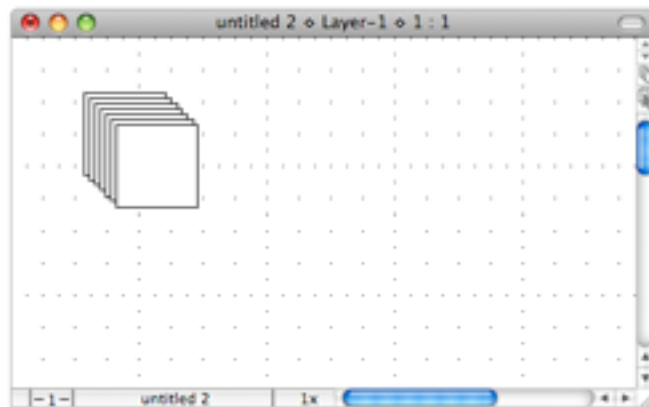 untitled 2 ⋄ Layer-1 ⋄ 1 : 1
−1− untitled 2 1x